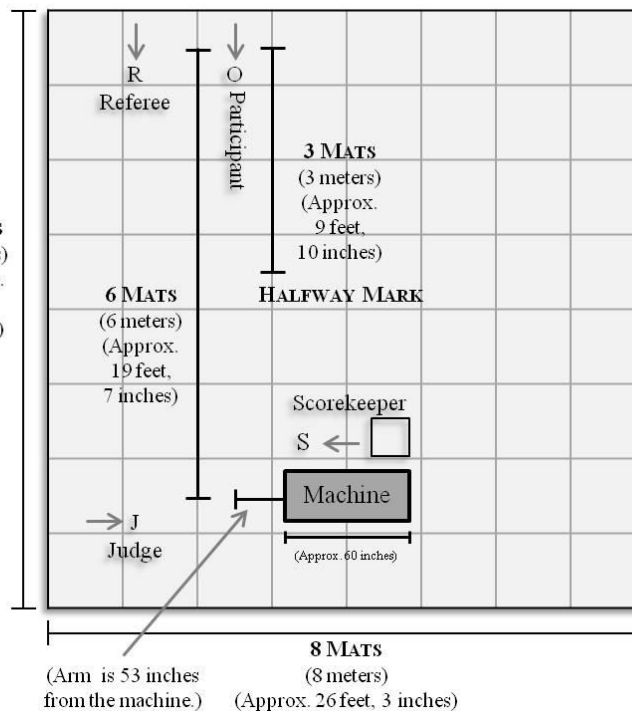 R
Referee
O
Participant
3 MATS
(3 meters)
(Approx.
9 feet,
10 inches)
HALFWAY MARK
6 MATS
(6 meters)
(Approx.
19 feet,
7 inches)
Scorekeeper
S
Machine
J
Judge
(Approx. 60 inches)
8 MATS
(8 meters)
(Approx. 26 feet, 3 inches)
(Arm is 53 inches
from the machine.)